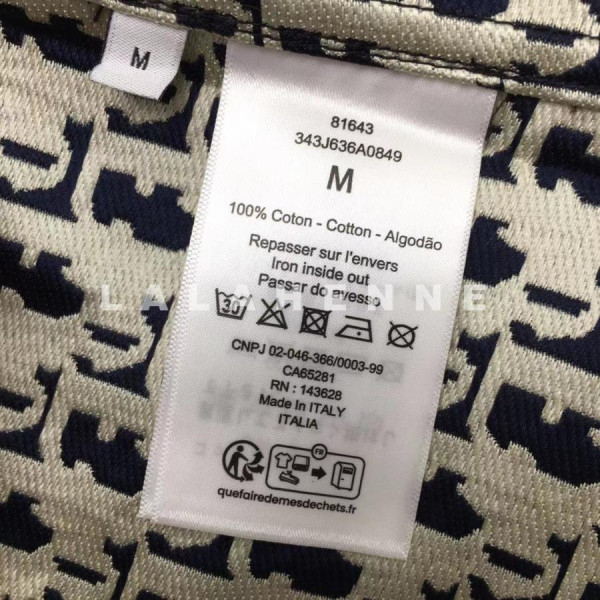 M
81643
343J636A0849
M
100% Coton - Cotton - Algodão
Repasser sur l'envers
Iron inside out
Passar do avesso
LALAHENNE
30
CNPJ 02-046-366/0003-99
CA65281
RN : 143628
Made In ITALY
ITALIA
FR
quefairedemesdechets.fr